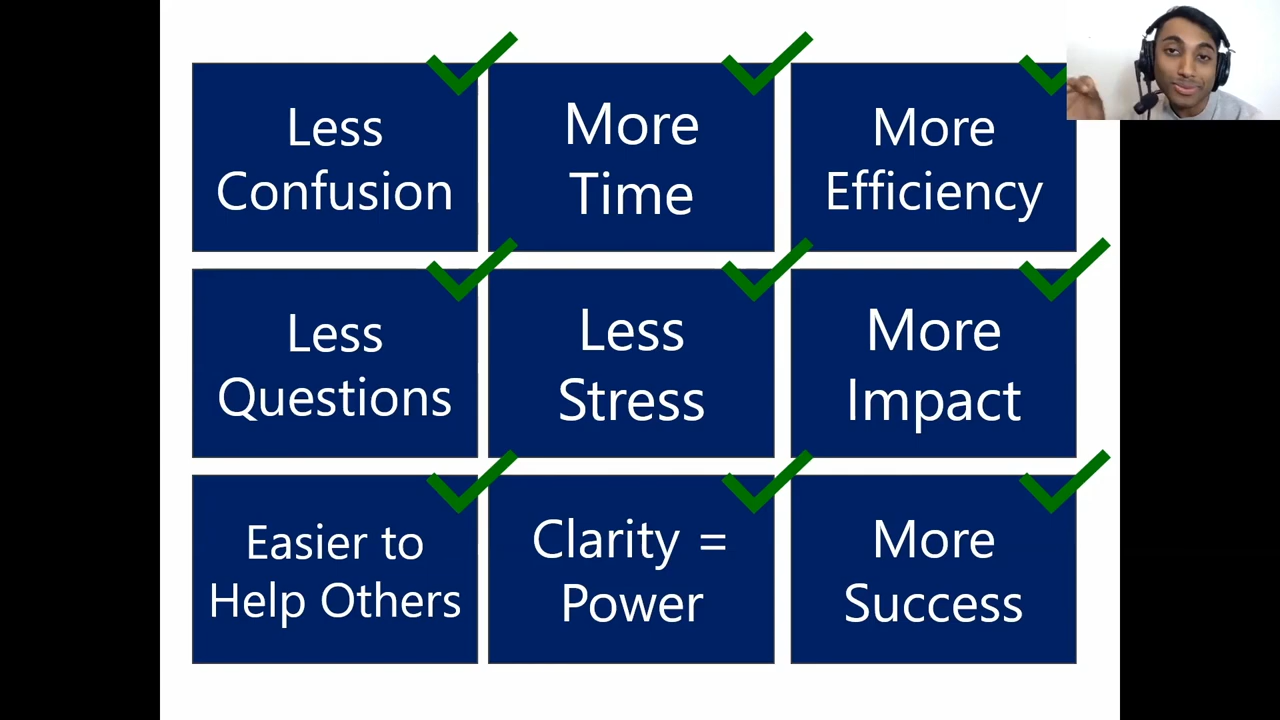 Less
Confusion
More
Time
More
Efficiency
Less
Questions
Less
Stress
More
Impact
Easier to
Help Others
Clarity =
Power
More
Success